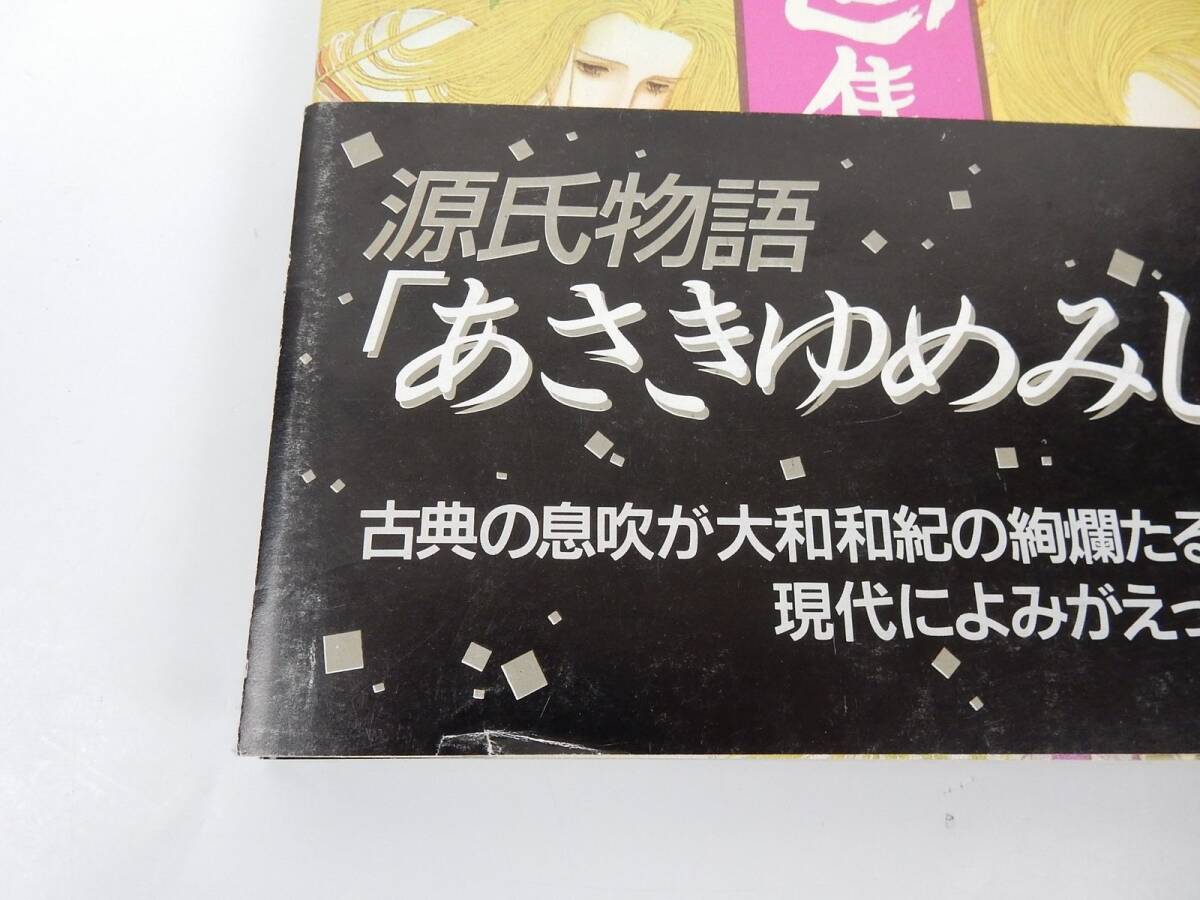 集
源氏物語
「あさきゆめみし
古典の息吹が大和和紀の絢爛たる
現代によみがえっ